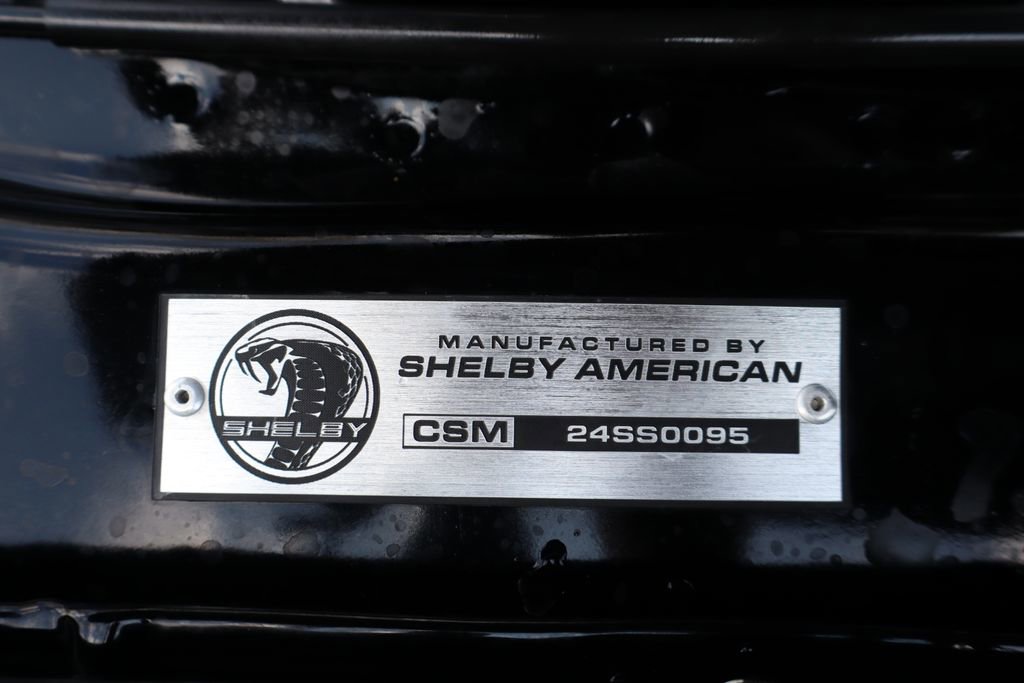 SHELBY
MANUFACTURED BY
SHELBY AMERICAN
CSM 24SS0095